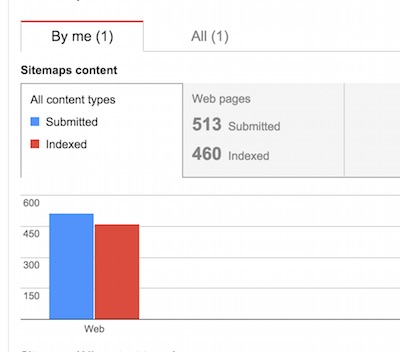 By me (1)
All (1)
Sitemaps content
All content types
Submitted
Indexed
Web pages
513 Submitted
460 Indexed
600
450
300
150
Web